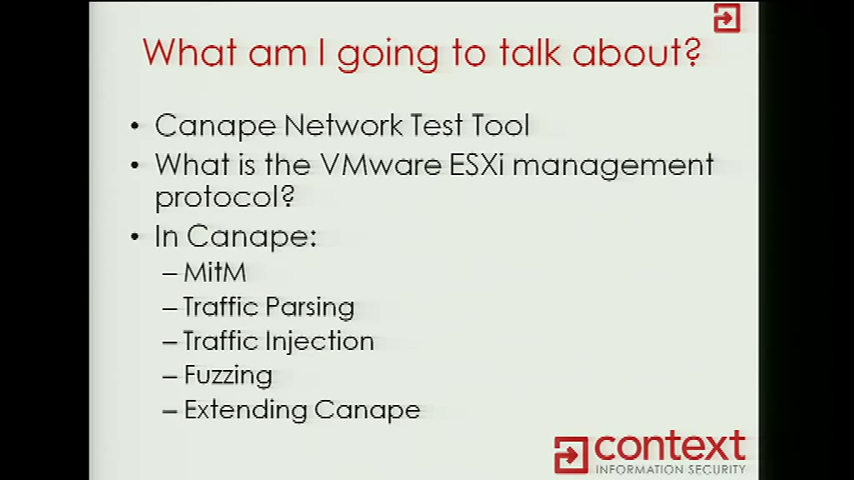 What am I going to talk about?
• Canape Network Test Tool
• What is the VMware ESXi management
protocol?
• In Canape:
– MitM
– Traffic Parsing
– Traffic Injection
– Fuzzing
– Extending Canape
context
INFORMATION SECURITY